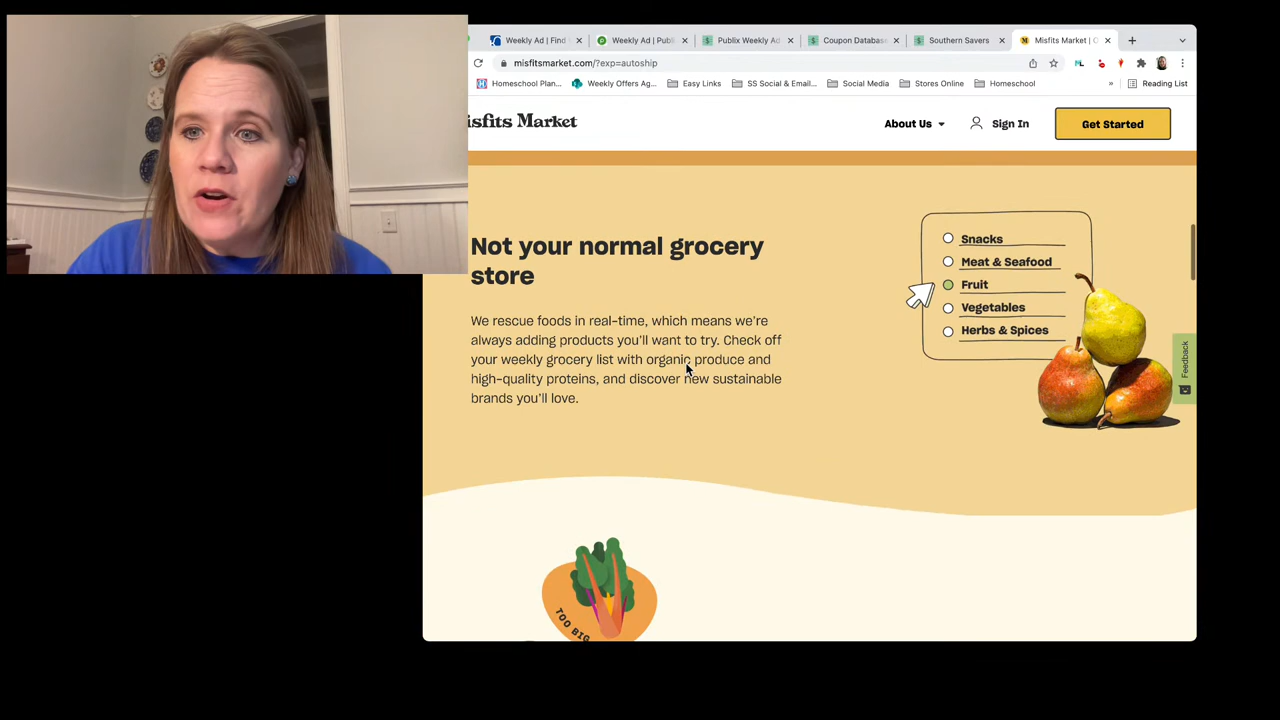 Weekly Ad | Find
Weekly Ad | Publ
Publix Weekly Ad
Coupon Database
Southern Savers
Misfits Market | O
misfitsmarket.com/?exp=autoship
Homeschool Plan...
Weekly Offers Ag...
Easy Links
SS Social & Email...
Social Media
Stores Online
Homeschool
»
Reading List
isfits Market
About Us
Sign In
Get Started
Not your normal grocery
store
We rescue foods in real-time, which means we're
always adding products you'll want to try. Check off
your weekly grocery list with organic produce and
high-quality proteins, and discover new sustainable
brands you'll love.
Snacks
Meat & Seafood
Fruit
Vegetables
Herbs & Spices
Feedback
TOO BIG